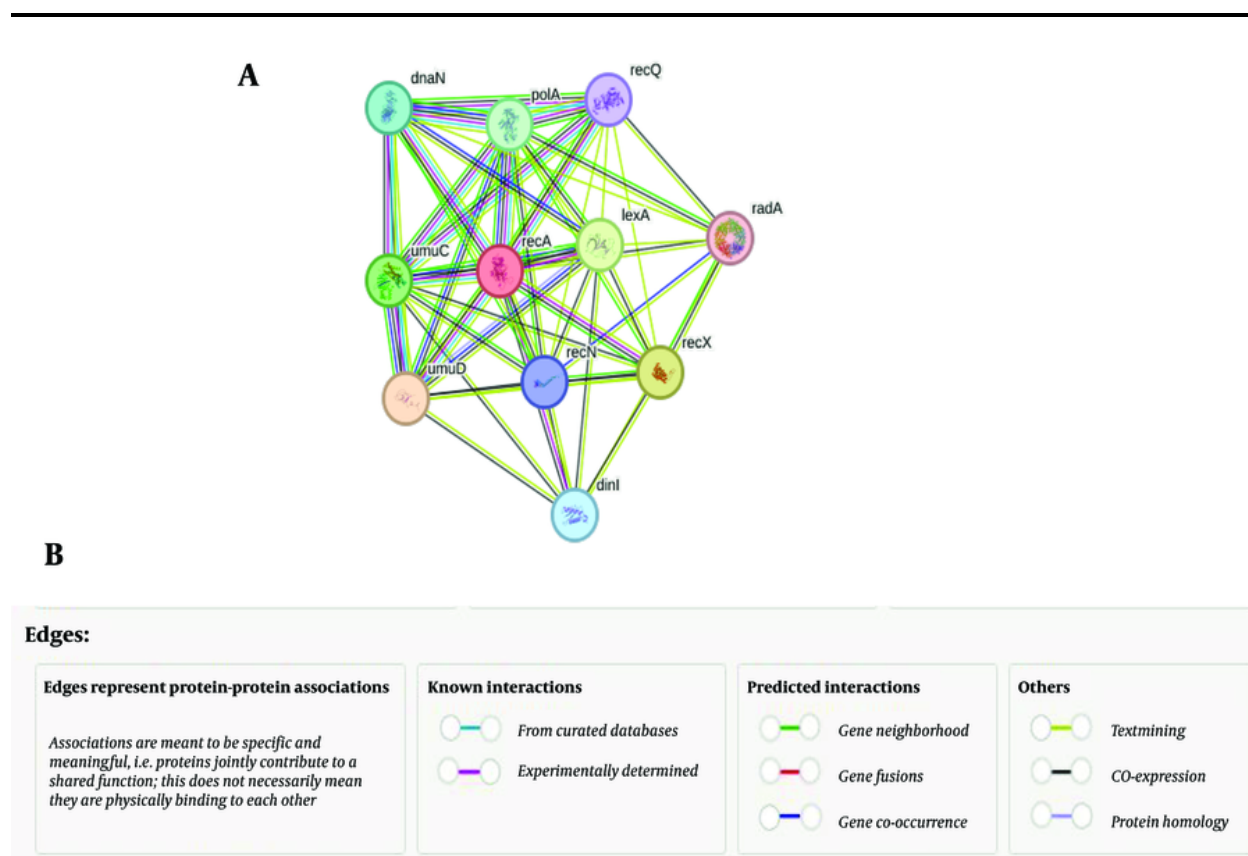 A
dnaN
polA
recQ
lexA
radA
umuC
recA
umuD
recN
recX
dinI
B
Edges:
Edges represent protein-protein associations
Associations are meant to be specific and
meaningful, i.e. proteins jointly contribute to a
shared function; this does not necessarily mean
they are physically binding to each other
Known interactions
From curated databases
Experimentally determined
Predicted interactions
Gene neighborhood
Gene fusions
Gene co-occurrence
Others
Textmining
CO-expression
Protein homology